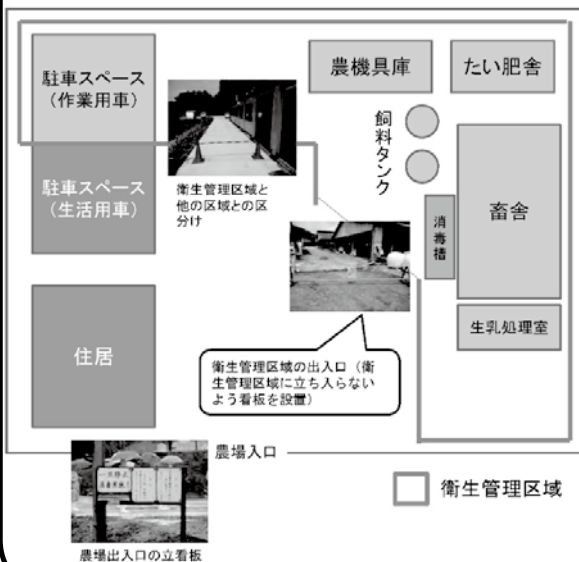 駐車スペース
（作業用車）
農機具庫
たい肥舎
飼料タンク
駐車スペース
（生活用車）
衛生管理区域と
他の区域との区
分け
消毒槽
畜舎
生乳処理室
住居
衛生管理区域の出入口（衛
生管理区域に立ち入らない
よう看板を設置）
農場入口
衛生管理区域
農場出入口の立看板